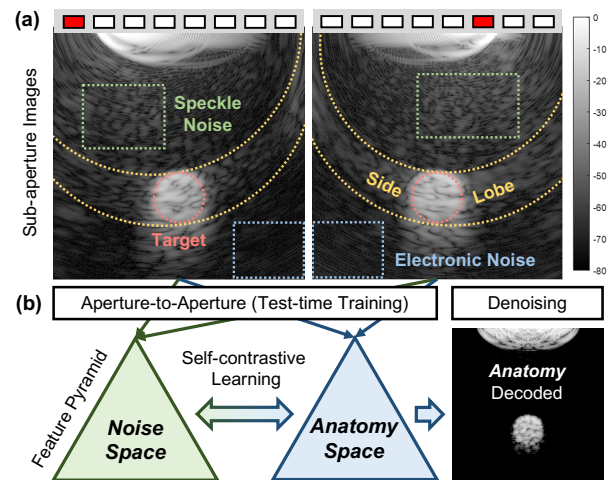 (a)
Sub-aperture Images
Speckle
Noise
Target
Side
Lobe
Electronic Noise
0
-10
-20
-30
-40
-50
-60
-70
-80
(b)
Aperture-to-Aperture (Test-time Training)
Denoising
Feature Pyramid
Self-contrastive
Learning
Noise
Space
Anatomy
Space
Anatomy
Decoded